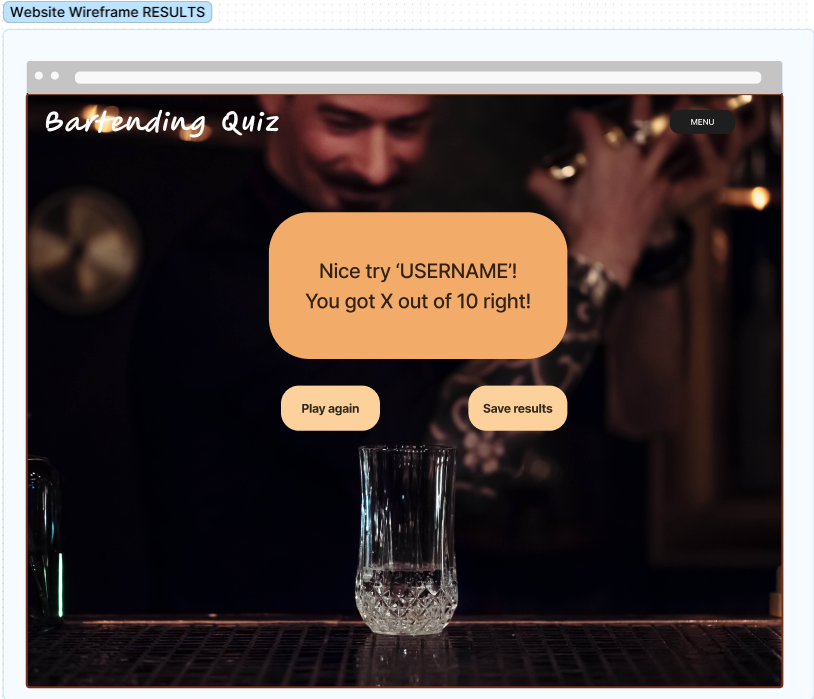 Website Wireframe RESULTS
Bartending Quiz
MENU
Nice try ‘USERNAME’!
You got X out of 10 right!
Play again
Save results